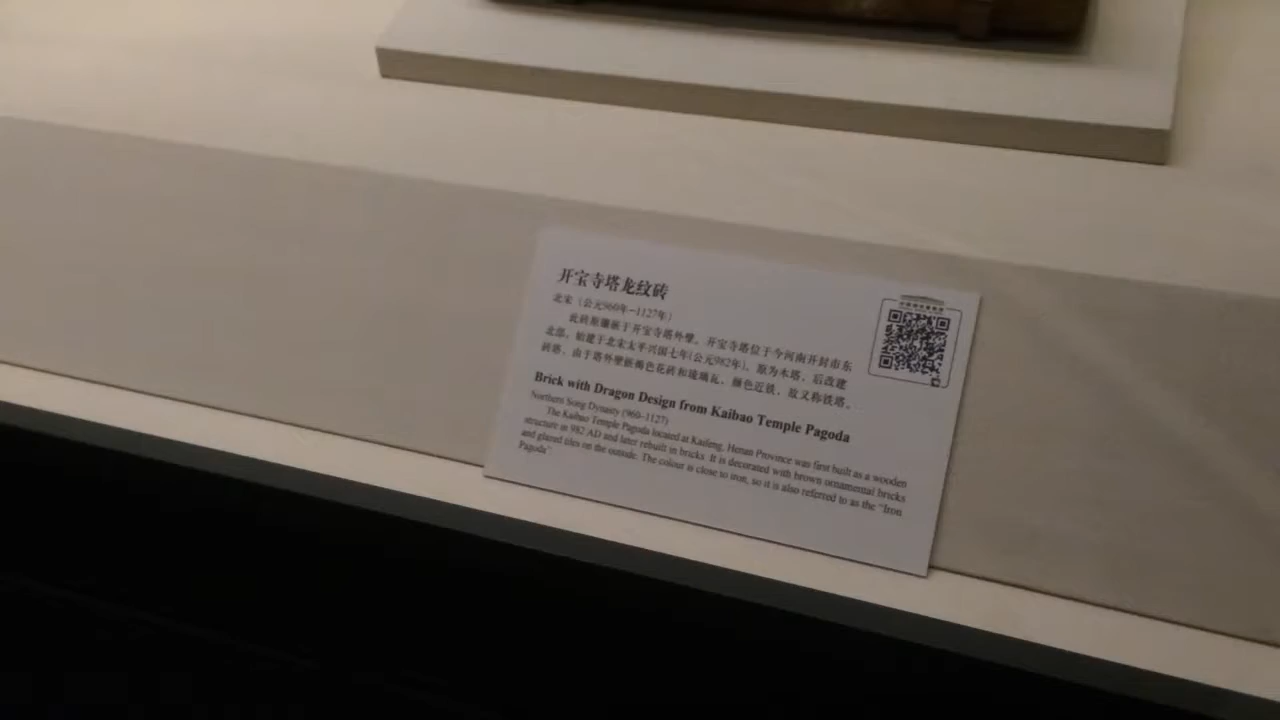 开宝寺塔龙纹砖
北宋（公元960年-1127年）
此砖原镶嵌于开宝寺塔外壁。开宝寺塔位于今河南开封市东
北部，始建于北宋太平兴国七年(公元982年)，原为木塔，后改建
砖塔，由于塔外壁嵌褐色花砖和琉璃瓦，颜色近铁，故又称铁塔。
Brick with Dragon Design from Kaibao Temple Pagoda
Northern Song Dynasty (960-1127)
The Kaibao Temple Pagoda located at Kaifeng, Henan Province was first built as a wooden
structure in 982 AD and later rebuilt in bricks. It is decorated with brown ornamental bricks
and glazed tiles on the outside. The colour is close to iron, so it is also referred to as the "Iron
Pagoda"